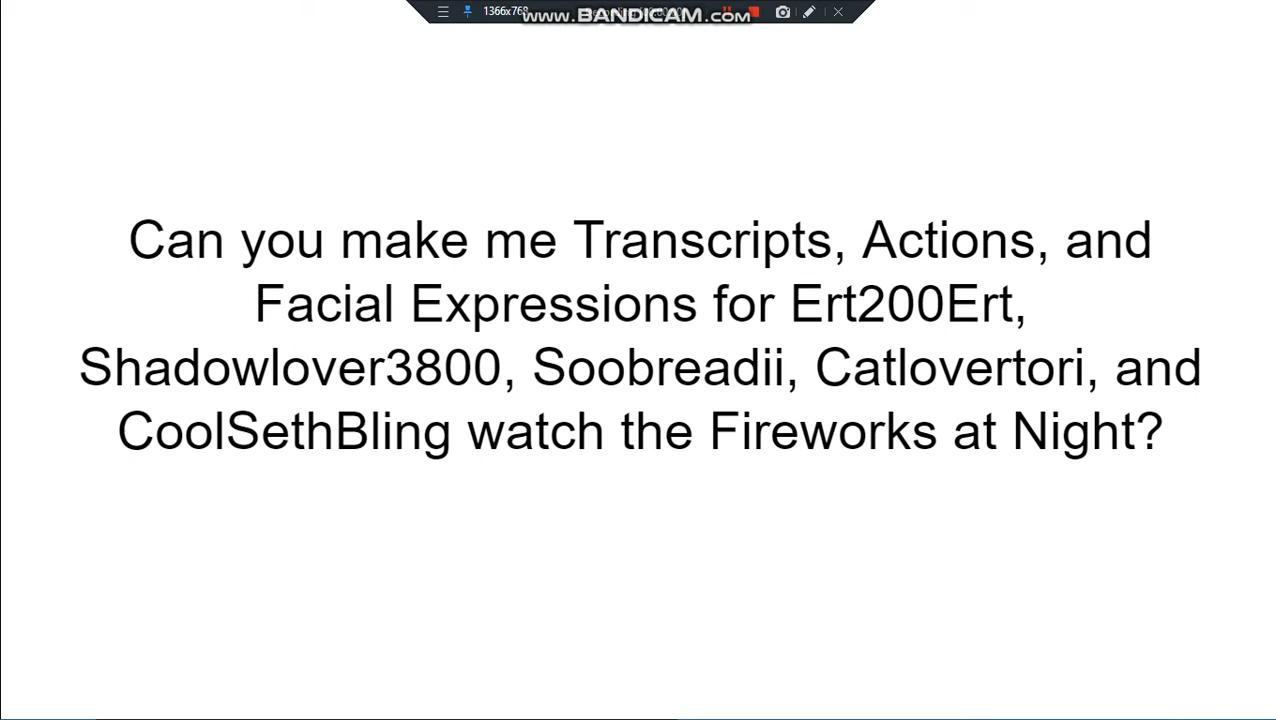 1366x768
WWW.BANDICAM.COM
Can you make me Transcripts, Actions, and
Facial Expressions for Ert200Ert,
Shadowlover3800, Soobreadii, Catlovertori, and
CoolSethBling watch the Fireworks at Night?